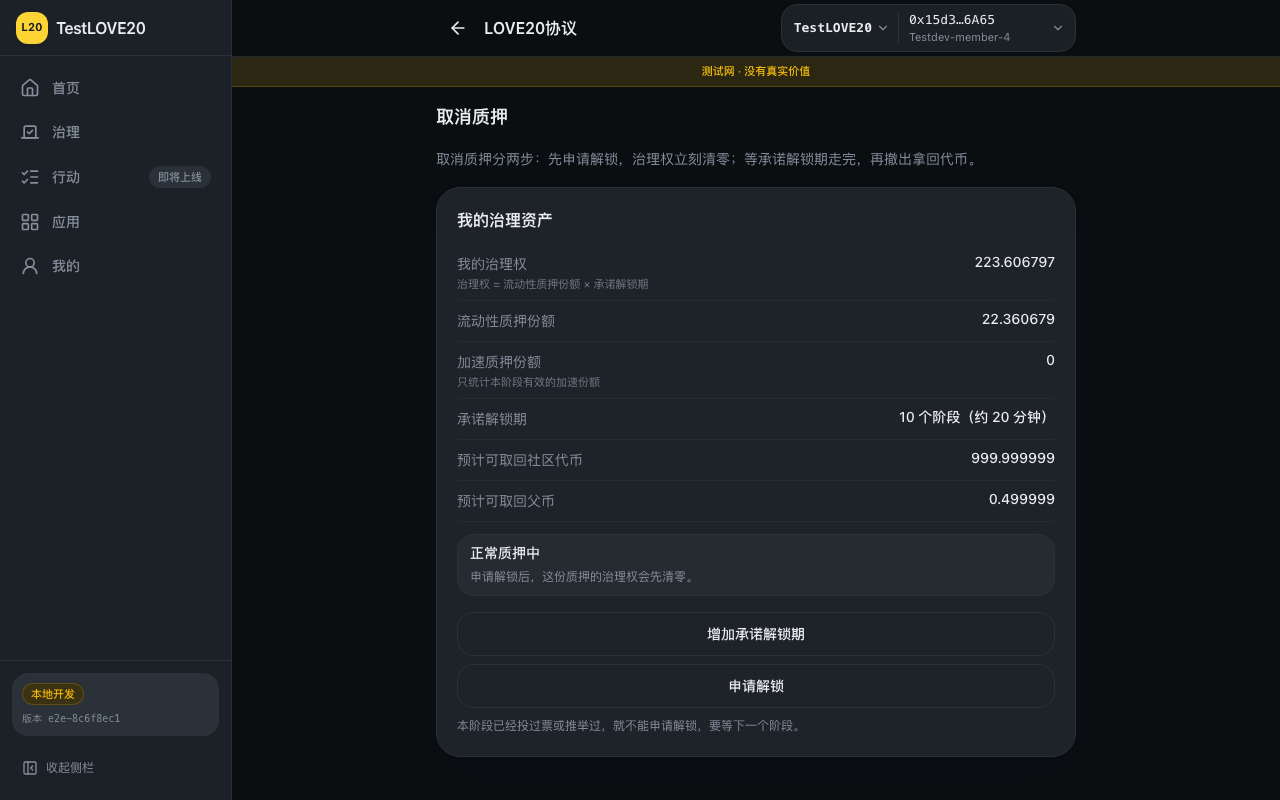 L20 TestLOVE20
首页
治理
行动 即将上线
应用
我的
本地开发
版本 e2e-8c6f8ec1
收起侧栏
LOVE20协议
TestLOVE20
0x15d3…6A65
Testdev-member-4
测试网 · 没有真实价值
取消质押
取消质押分两步：先申请解锁，治理权立刻清零；等承诺解锁期走完，再撤出拿回代币。
我的治理资产
我的治理权 223.606797
治理权 = 流动性质押份额 × 承诺解锁期
流动性质押份额 22.360679
加速质押份额 0
只统计本阶段有效的加速份额
承诺解锁期 10 个阶段（约 20 分钟）
预计可取回社区代币 999.999999
预计可取回父币 0.499999
正常质押中
申请解锁后，这份质押的治理权会先清零。
增加承诺解锁期
申请解锁
本阶段已经投过票或推举过，就不能申请解锁，要等下一个阶段。